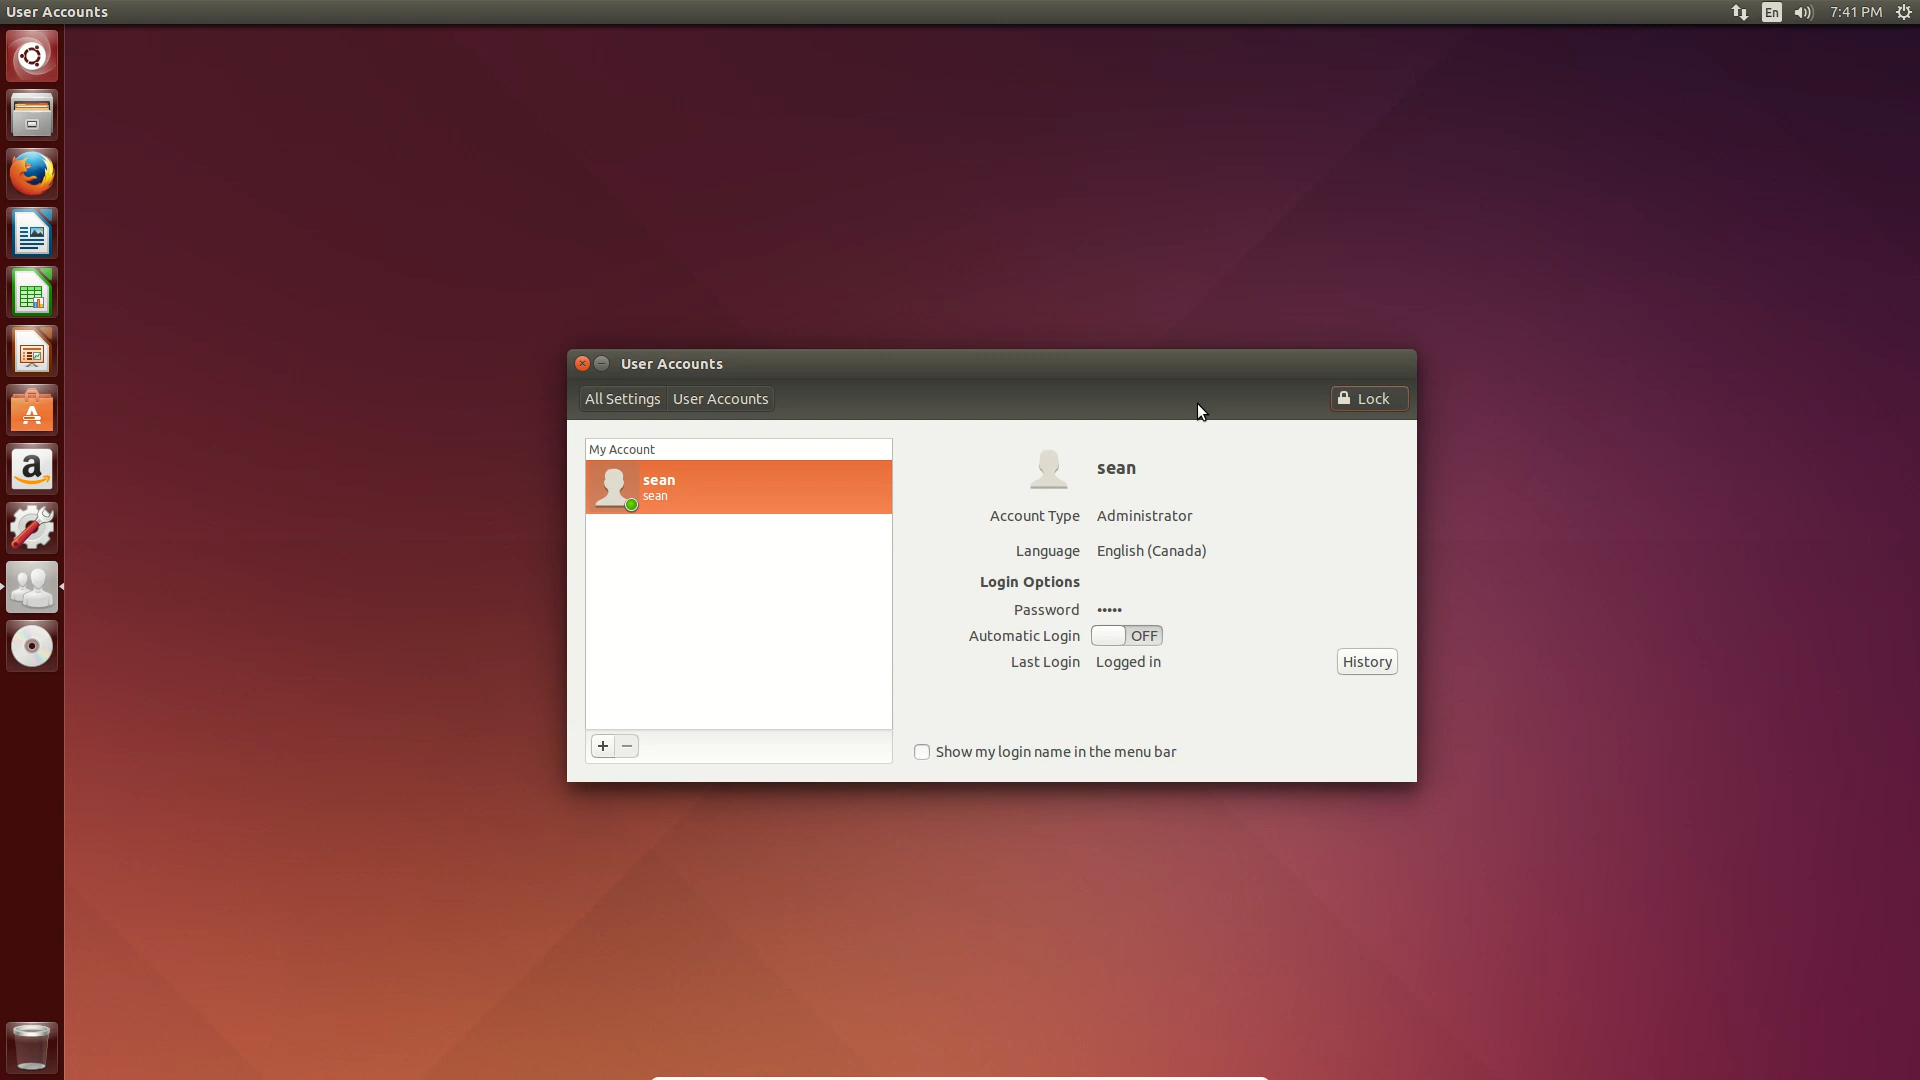 User Accounts
En
7:41 PM
User Accounts
All Settings
User Accounts
Lock
My Account
sean
sean
sean
Account Type Administrator
Language English (Canada)
Login Options
Password •••••
Automatic Login OFF
Last Login Logged in
History
+ −
Show my login name in the menu bar
a